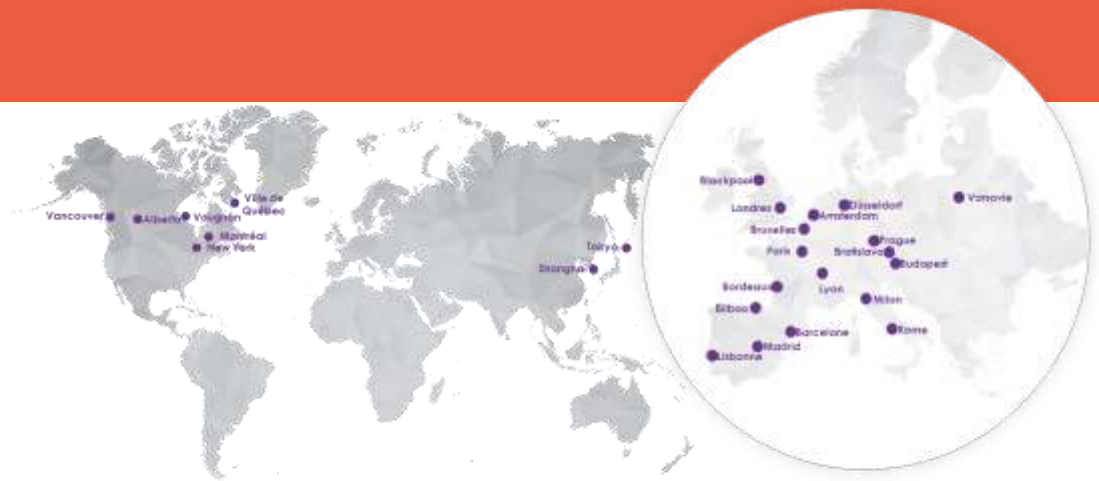 Vancouver
Alberta
Vaughan
Ville de
Québec
Montréal
New York
Tokyo
Shanghai
Blackpool
Londres
Düsseldorf
Amsterdam
Bruxelles
Varsovie
Paris
Prague
Bratislava
Budapest
Lyon
Bordeaux
Milan
Bilbao
Barcelone
Rome
Madrid
Lisbonne